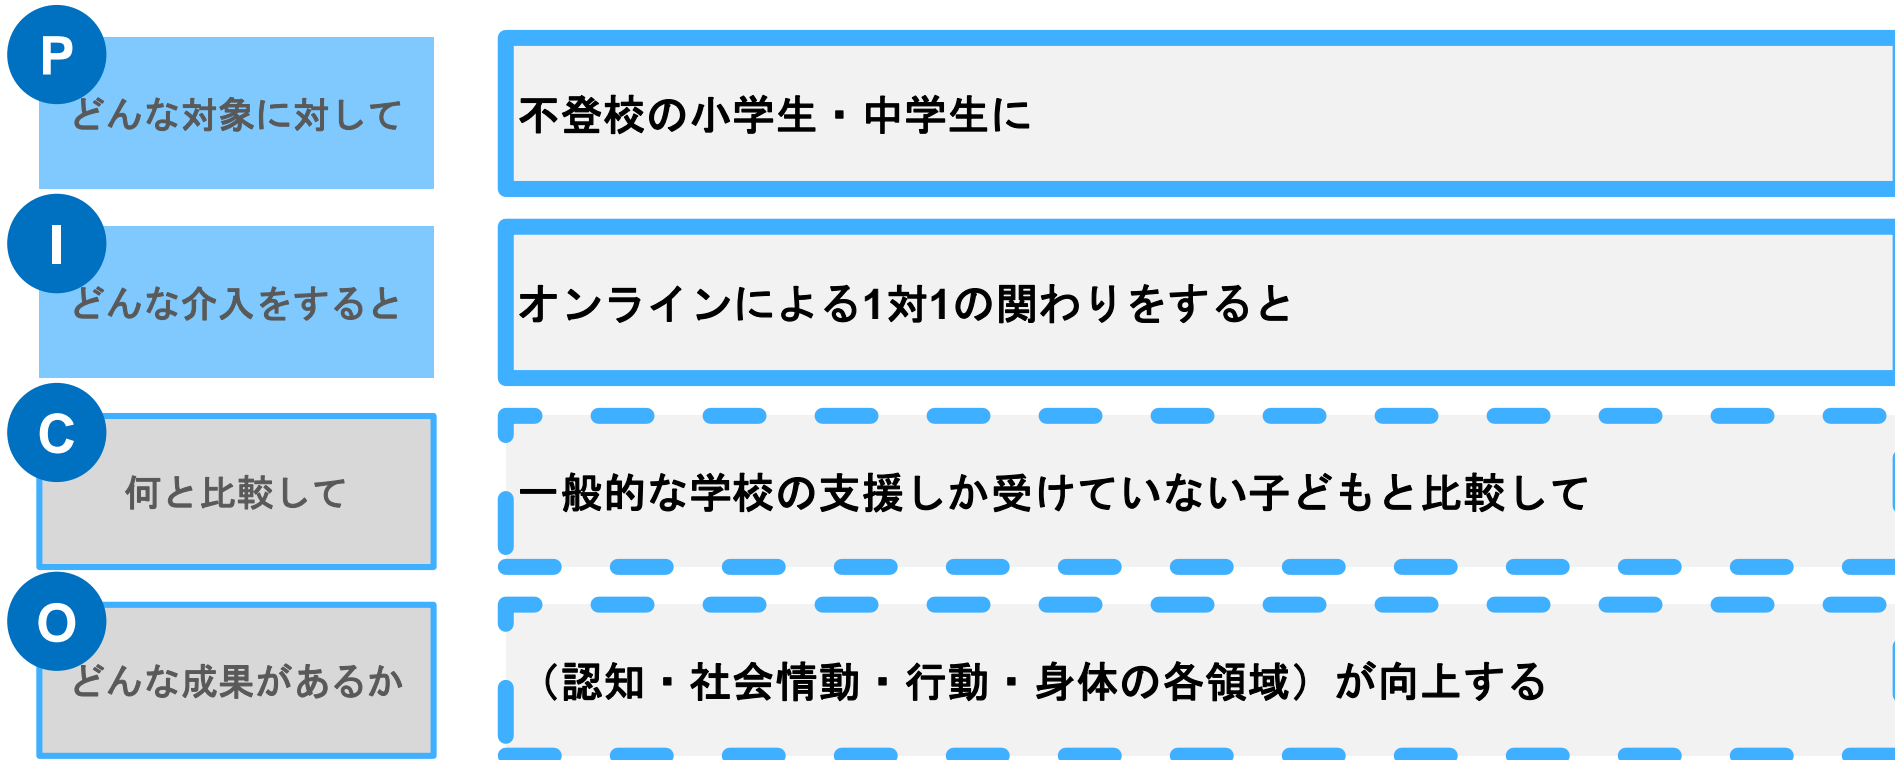 P
どんな対象に対して
不登校の小学生・中学生に
I
どんな介入をすると
オンラインによる1対1の関わりをすると
C
何と比較して
一般的な学校の支援しか受けていない子どもと比較して
O
どんな成果があるか
（認知・社会情動・行動・身体の各領域）が向上する